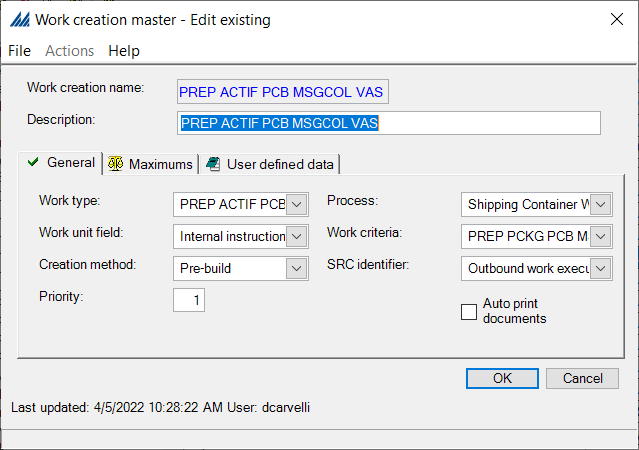 Work creation master - Edit existing
File Actions Help
Work creation name: PREP ACTIF PCB MSGCOL VAS
Description: PREP ACTIF PCB MSGCOL VAS
General Maximums User defined data
Work type: PREP ACTIF PCB Process: Shipping Container W
Work unit field: Internal instruction Work criteria: PREP PCKG PCB M
Creation method: Pre-build SRC identifier: Outbound work execu
Priority: 1 Auto print
documents
OK Cancel
Last updated: 4/5/2022 10:28:22 AM User: dcarvelli